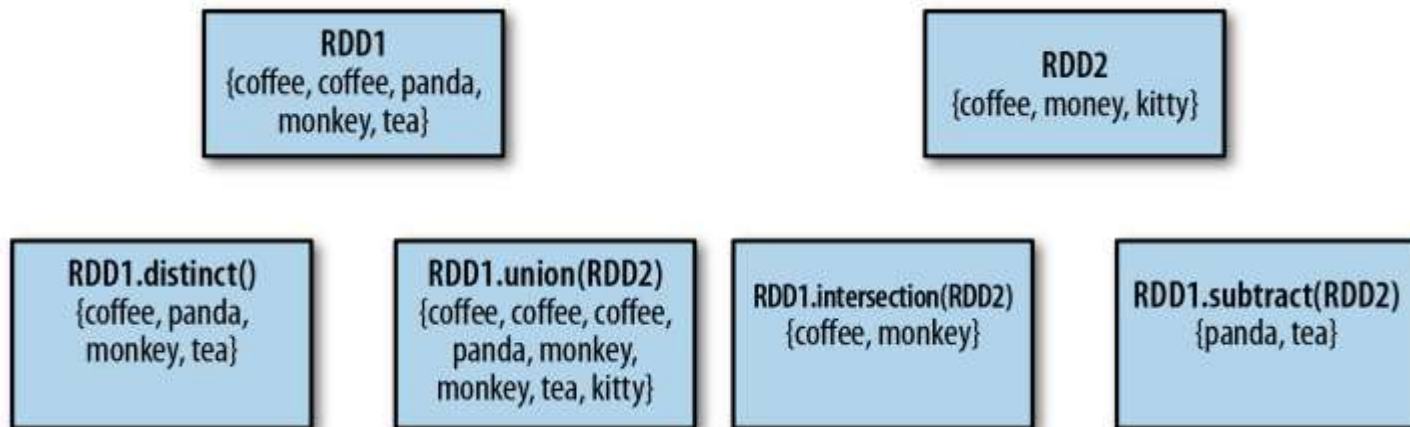 RDD1
{coffee, coffee, panda,
monkey, tea}
RDD2
{coffee, money, kitty}
RDD1.distinct()
{coffee, panda,
monkey, tea}
RDD1.union(RDD2)
{coffee, coffee, coffee,
panda, monkey,
monkey, tea, kitty}
RDD1.intersection(RDD2)
{coffee, monkey}
RDD1.subtract(RDD2)
{panda, tea}